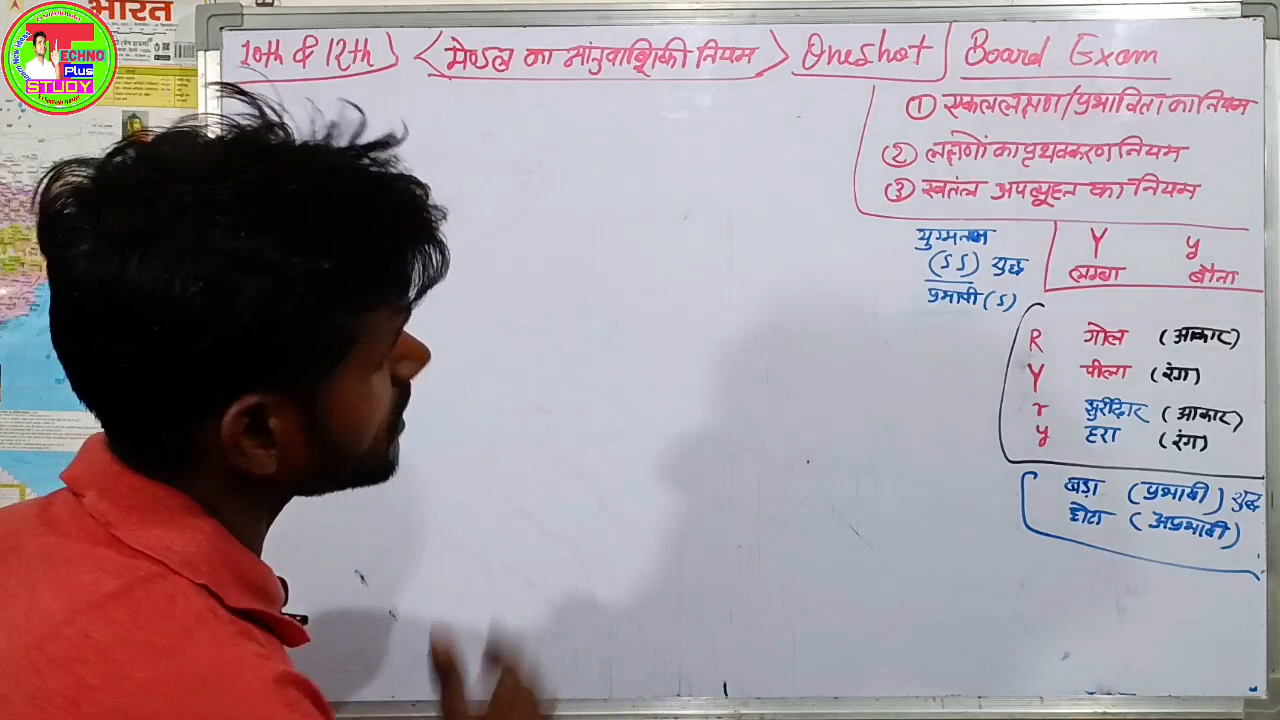 भारत
TECHNO
Plus
STUDY
10th & 12th < मेण्डल का आंनुवांशिकी नियम > Oneshot / Board Exam
① एकललक्षण/प्रभाविता का नियम
② लक्षणों का पृथक्करण नियम
③ स्वतंत्र अपव्यूहन का नियम
युग्मनज
(SS) शुद्ध
प्रभावी (S)
Y y
लम्बा बौना
R गोल (आकार)
Y पीला (रंग)
r झुर्रीदार (आकार)
y हरा (रंग)
बड़ा (प्रभावी) शुद्ध
छोटा (अप्रभावी)